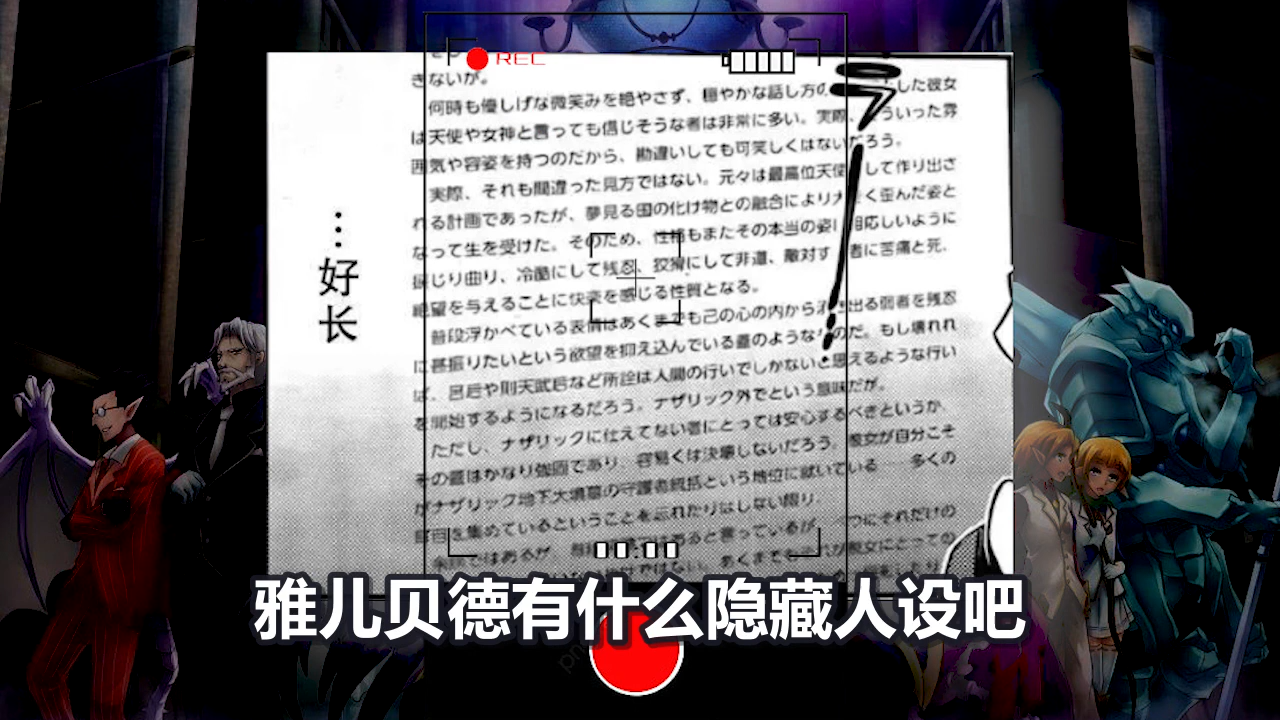 REC
きないが。
何時も優しげな微笑みを絶やさず、穏やかな話し方の した彼女
は天使や女神と言っても信じそうな者は非常に多い。実際、 ういった雰
囲気や容姿を持つのだから、勘違いしても可笑しくはないだろう。
実際、それも間違った見方ではない。元々は最高位天使 して作り出さ
れる計画であったが、夢見る国の化け物との融合により く歪んだ姿と
なって生を受けた。そのため、性格もまたその本当の姿 相応しいように
捩じり曲り、冷酷にして残忍、狡猾にして非道、敵対す 者に苦痛と死、
絶望を与えることに快楽を感じる性質となる。
普段浮かべている表情はあくまでも己の心の内から 出る弱者を残忍
に甚振りたいという欲望を抑え込んでいる蓋のような のだ。もし壊れれ
ば、呂后や則天武后など所詮は人間の行いでしかないと思えるような行い
を開始するようになるだろう。ナザリック外でという意味だが。
ただし、ナザリックに仕えてない者にとっては安心するべきというか、
その蓋はかなり強固であり、容易くは決壊しないだろう。彼女が自分こそ
がナザリック地下大墳墓の守護者統括という地位に就いている 多くの
を集めているということを忘れたりはしない限り、
ラ
…好长
雅儿贝德有什么隐藏人设吧